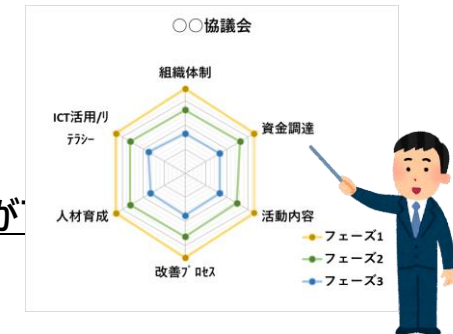 ○○協議会
組織体制
ICT活用/リ
テラシー
資金調達
が
人材育成
活動内容
改善プロセス
フェーズ1
フェーズ2
フェーズ3